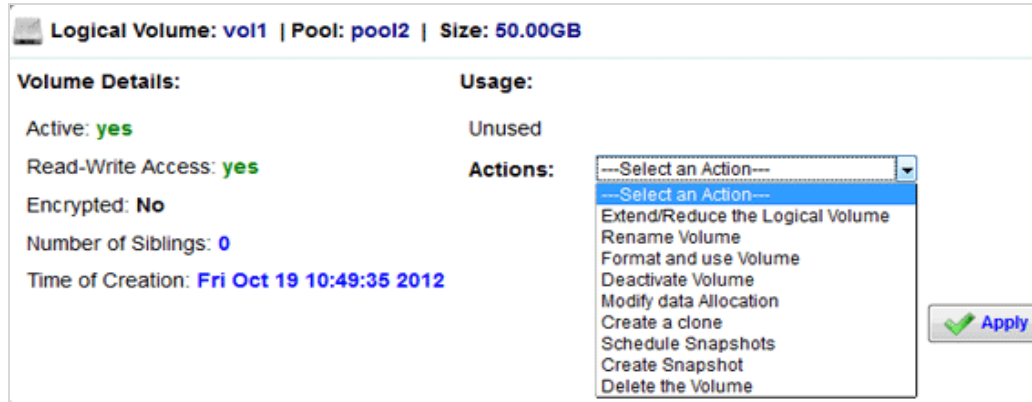 Logical Volume: vol1 | Pool: pool2 | Size: 50.00GB
Volume Details:
Usage:
Active: yes
Unused
Read-Write Access: yes
Actions:
---Select an Action---
---Select an Action---
Encrypted: No
Extend/Reduce the Logical Volume
Rename Volume
Number of Siblings: 0
Format and use Volume
Time of Creation: Fri Oct 19 10:49:35 2012
Deactivate Volume
Modify data Allocation
Create a clone
Apply
Schedule Snapshots
Create Snapshot
Delete the Volume